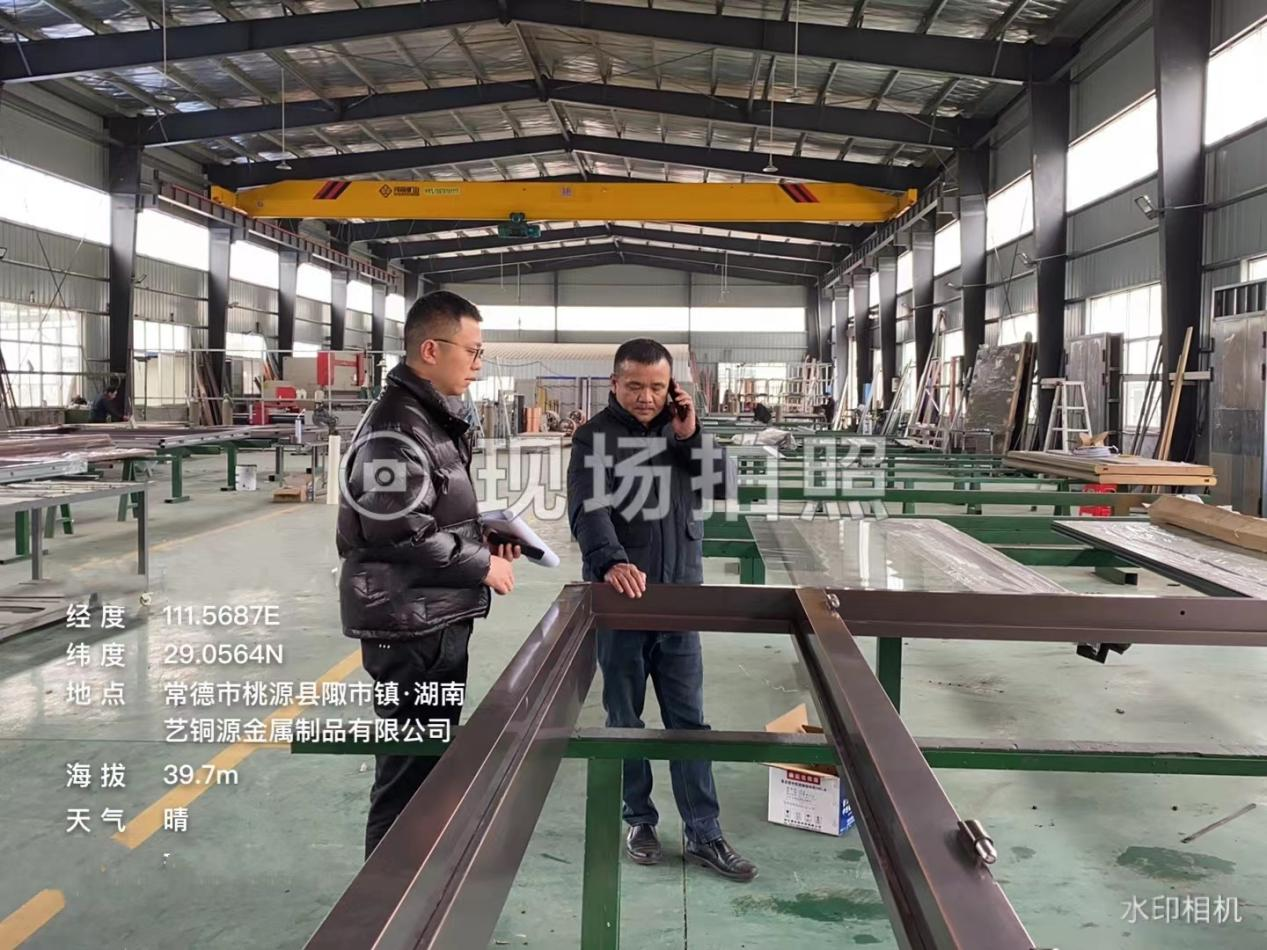 现场拍照
经度 111.5687E
纬度 29.0564N
地点 常德市桃源县陬市镇·湖南
艺铜源金属制品有限公司
海拔 39.7m
天气 晴
水印相机